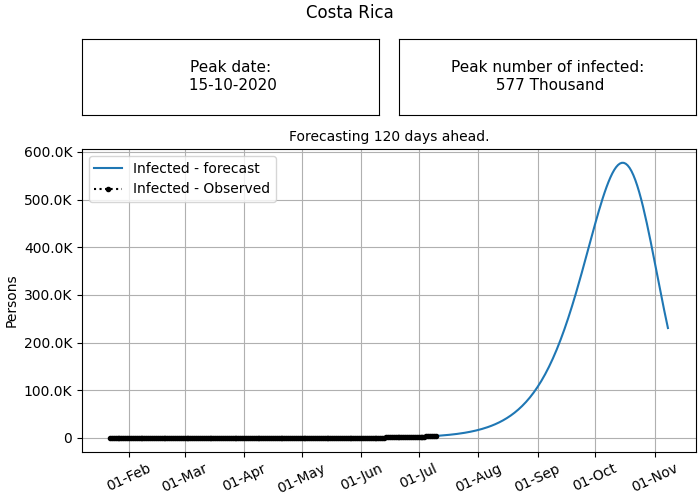 Costa Rica
Peak date:
15-10-2020
Peak number of infected:
577 Thousand
Forecasting 120 days ahead.
Infected - forecast
Infected - Observed
Persons
600.0K
500.0K
400.0K
300.0K
200.0K
100.0K
0
01-Feb
01-Mar
01-Apr
01-May
01-Jun
01-Jul
01-Aug
01-Sep
01-Oct
01-Nov